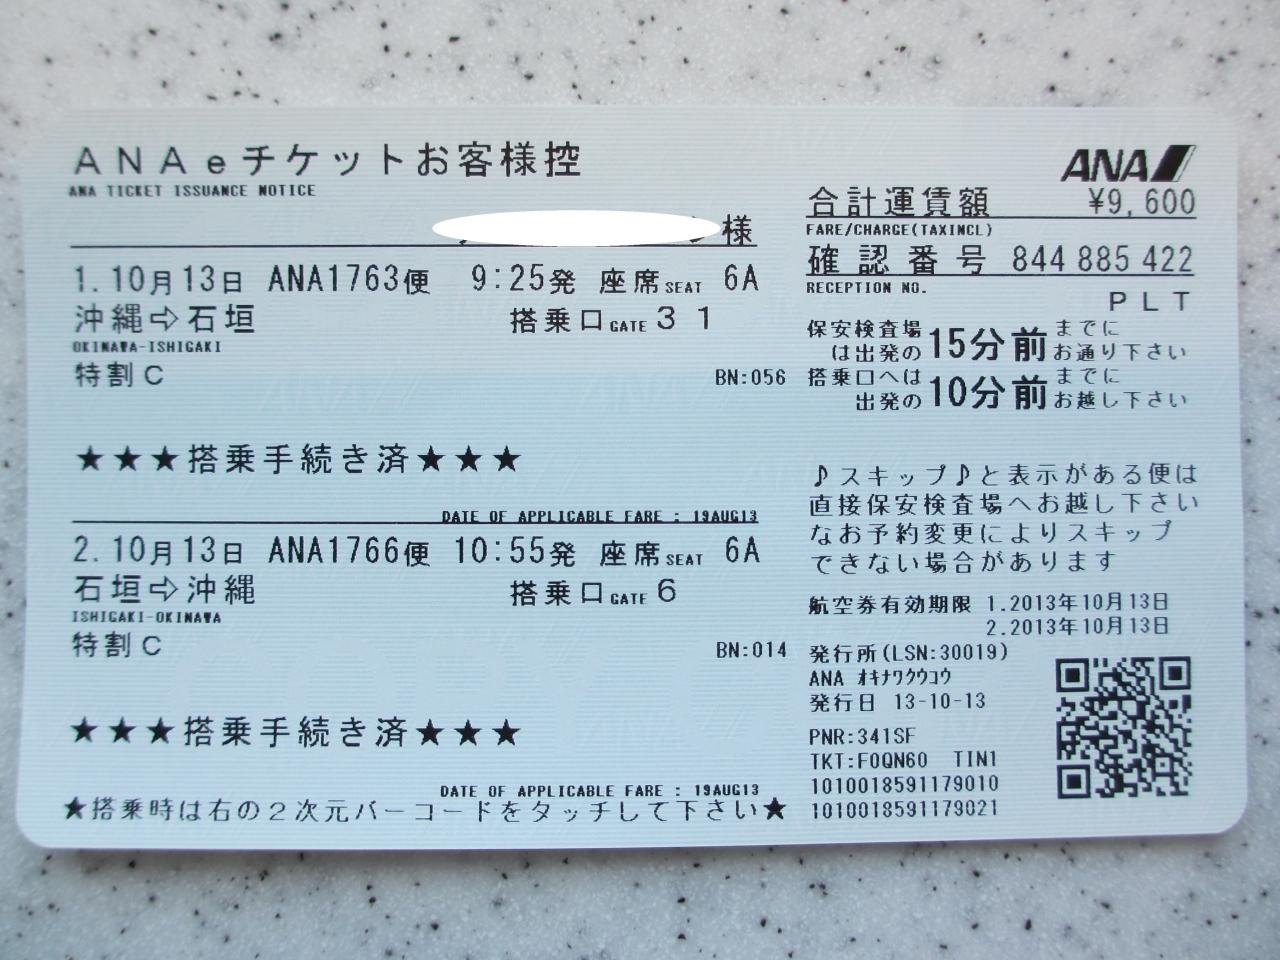 ANAeチケットお客様控
ANA TICKET ISSUANCE NOTICE
様
1.10月13日 ANA1763便 9:25発 座席SEAT 6A
沖縄⇨石垣 搭乗口GATE 31
OKINAWA-ISHIGAKI
特割C
BN:056
★★★搭乗手続き済★★★
DATE OF APPLICABLE FARE : 19AUG13
2.10月13日 ANA1766便 10:55発 座席SEAT 6A
石垣⇨沖縄 搭乗口GATE 6
ISHIGAKI-OKINAWA
特割C
BN:014
★★★搭乗手続き済★★★
DATE OF APPLICABLE FARE : 19AUG13
★搭乗時は右の2次元バーコードをタッチして下さい★
ANA
合計運賃額 ¥9,600
FARE/CHARGE(TAXINCL)
確認番号 844 885 422
RECEPTION NO.
PLT
保安検査場は出発の15分前までにお通り下さい
搭乗口へは出発の10分前までにお越し下さい
♪スキップ♪と表示がある便は
直接保安検査場へお越し下さい
なお予約変更によりスキップ
できない場合があります
航空券有効期限 1.2013年10月13日
2.2013年10月13日
発行所(LSN:30019)
ANA オキナワクウコウ
発行日 13-10-13
PNR:341SF
TKT:F0QN60 TIN1
1010018591179010
1010018591179021